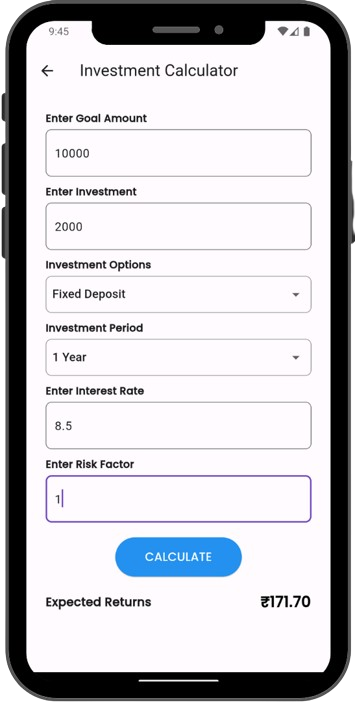 9:45
Investment Calculator
Enter Goal Amount
10000
Enter Investment
2000
Investment Options
Fixed Deposit
Investment Period
1 Year
Enter Interest Rate
8.5
Enter Risk Factor
1
CALCULATE
Expected Returns ₹171.70